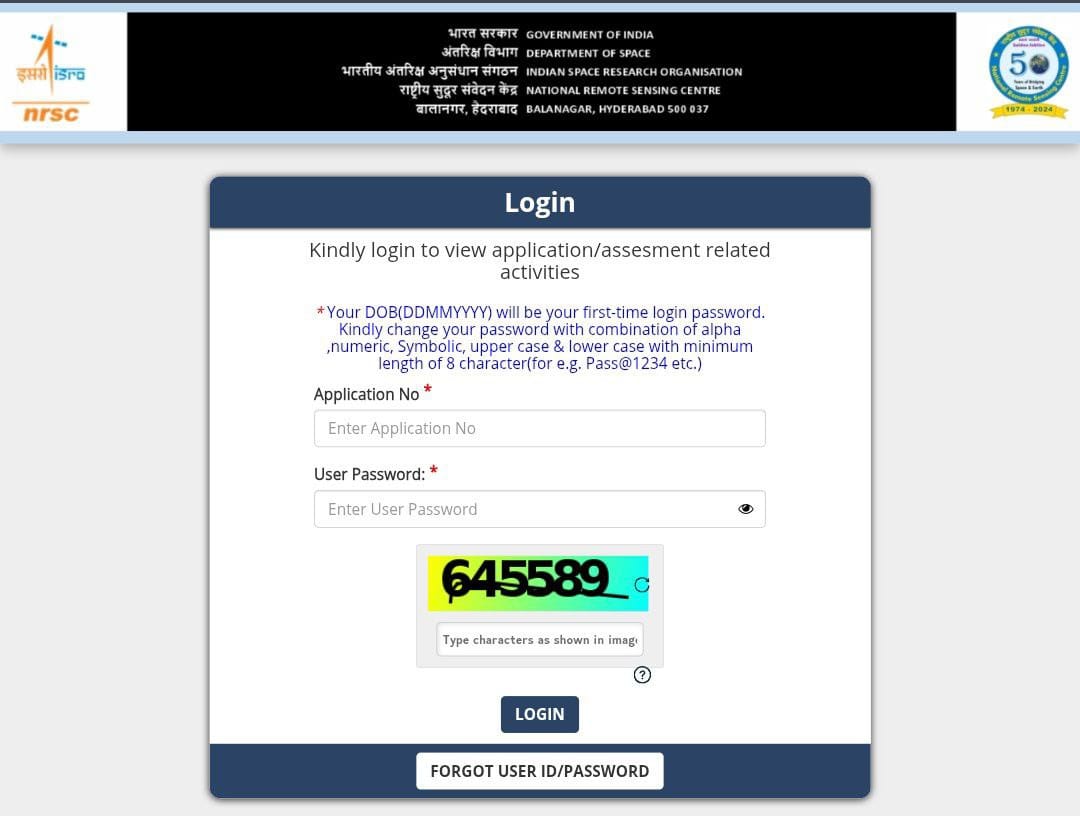 इसरो isro
nrsc
भारत सरकार GOVERNMENT OF INDIA
अंतरिक्ष विभाग DEPARTMENT OF SPACE
भारतीय अंतरिक्ष अनुसंधान संगठन INDIAN SPACE RESEARCH ORGANISATION
राष्ट्रीय सुदूर संवेदन केंद्र NATIONAL REMOTE SENSING CENTRE
बालानगर, हैदराबाद BALANAGAR, HYDERABAD 500 037
राष्ट्रीय सुदूर संवेदन केंद्र
Golden Jubilee
50
Years of Bridging
Space & Earth
National Remote Sensing Centre
1974 - 2024
Login
Kindly login to view application/assesment related
activities
*Your DOB(DDMMYYYY) will be your first-time login password.
Kindly change your password with combination of alpha
,numeric, Symbolic, upper case & lower case with minimum
length of 8 character(for e.g. Pass@1234 etc.)
Application No *
Enter Application No
User Password: *
Enter User Password
645589
Type characters as shown in image
?
LOGIN
FORGOT USER ID/PASSWORD